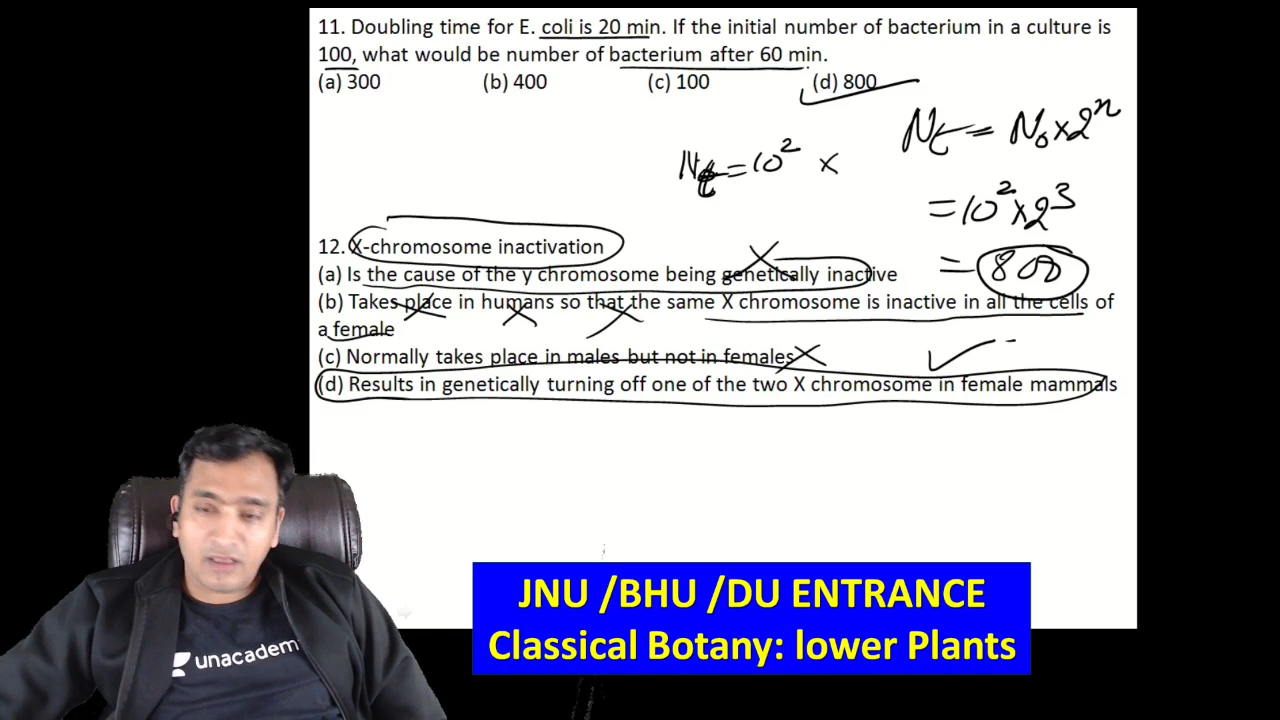 11. Doubling time for E. coli is 20 min. If the initial number of bacterium in a culture is
100, what would be number of bacterium after 60 min.
(a) 300 (b) 400 (c) 100 (d) 800
Nt = N0 × 2^n
Nt = 10^2 ×
= 10^2 × 2^3
= 800
12. X-chromosome inactivation
(a) Is the cause of the y chromosome being genetically inactive
(b) Takes place in humans so that the same X chromosome is inactive in all the cells of
a female
(c) Normally takes place in males but not in females
(d) Results in genetically turning off one of the two X chromosome in female mammals
unacadem
JNU /BHU /DU ENTRANCE
Classical Botany: lower Plants